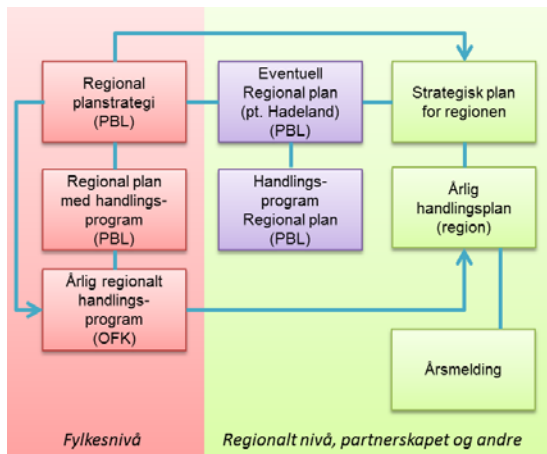 Regional
planstrategi
(PBL)
Eventuell
Regional plan
(pt. Hadeland)
(PBL)
Strategisk plan
for regionen
Regional plan
med handlings-
program
(PBL)
Handlings-
program
Regional plan
(PBL)
Årlig
handlingsplan
(region)
Årlig regionalt
handlings-
program
(OFK)
Årsmelding
Fylkesnivå
Regionalt nivå, partnerskapet og andre